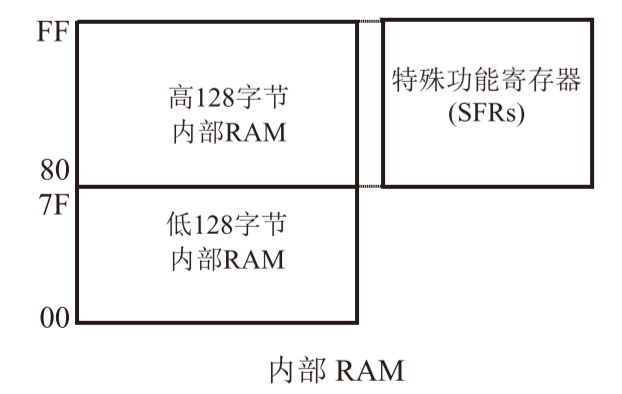 FF
高128字节
内部RAM
特殊功能寄存器
(SFRs)
80
7F
低128字节
内部RAM
00
内部 RAM